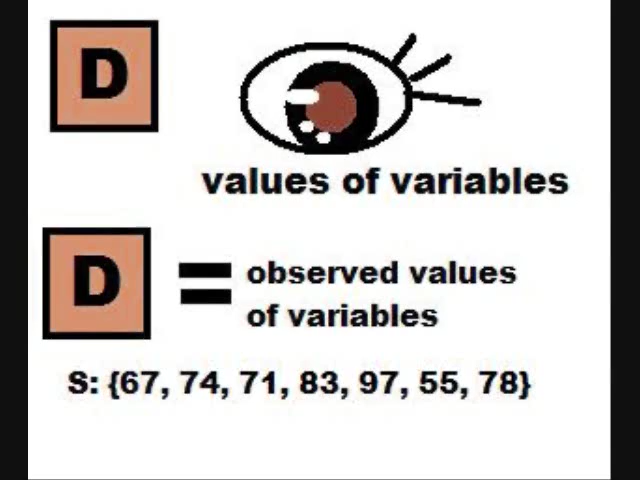 D
values of variables
D = observed values
of variables
S: {67, 74, 71, 83, 97, 55, 78}